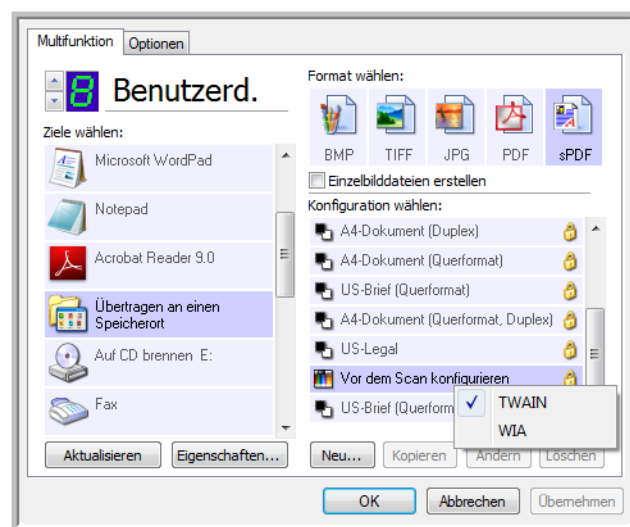 Multifunktion Optionen
8 Benutzerd.
Ziele wählen:
Microsoft WordPad
Notepad
Acrobat Reader 9.0
Übertragen an einen
Speicherort
Auf CD brennen E:
Fax
Aktualisieren Eigenschaften...
Format wählen:
BMP TIFF JPG PDF sPDF
Einzelbilddateien erstellen
Konfiguration wählen:
A4-Dokument (Duplex)
A4-Dokument (Querformat)
US-Brief (Querformat)
A4-Dokument (Querformat, Duplex)
US-Legal
Vor dem Scan konfigurieren
US-Brief (Querform
TWAIN
WIA
Neu... Kopieren Ändern Löschen
OK Abbrechen Übernehmen